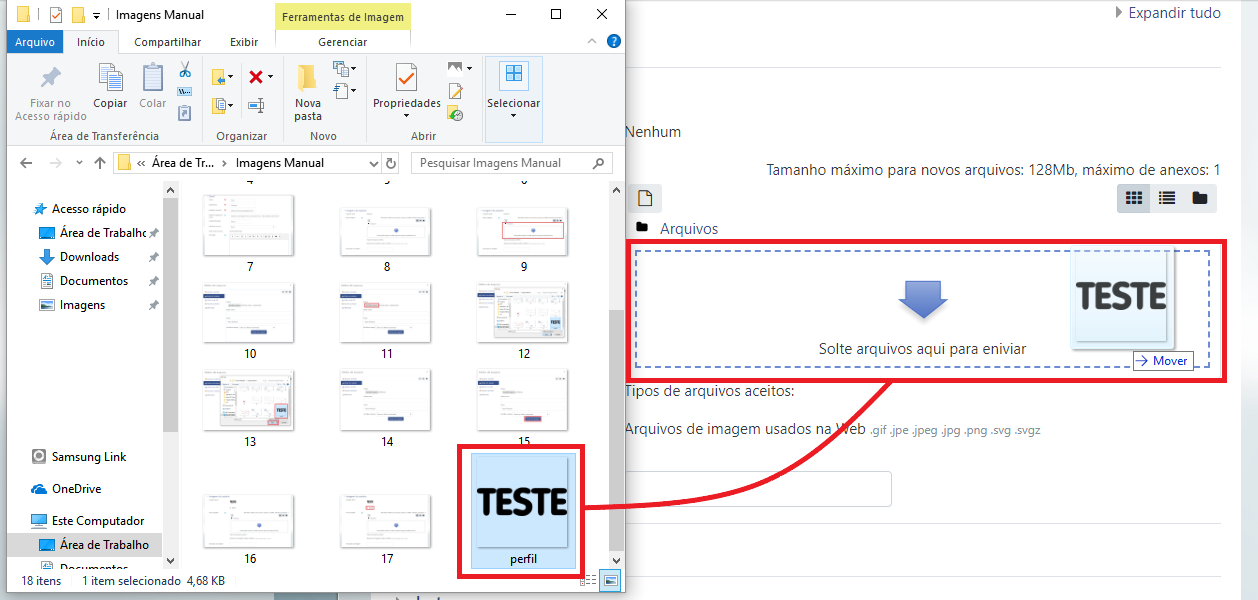 Imagens Manual
Ferramentas de Imagem
Arquivo
Início
Compartilhar
Exibir
Gerenciar
Fixar no
Acesso rápido
Copiar
Colar
Nova
pasta
Propriedades
Selecionar
Área de Transferência
Organizar
Novo
Abrir
« Área de Tr... › Imagens Manual
Pesquisar Imagens Manual
Acesso rápido
Área de Trabalho
Downloads
Documentos
Imagens
Samsung Link
OneDrive
Este Computador
Área de Trabalho
Documentos
7
8
9
10
11
12
13
14
15
16
17
TESTE
perfil
18 itens
1 item selecionado 4,68 KB
Expandir tudo
Nenhum
Tamanho máximo para novos arquivos: 128Mb, máximo de anexos: 1
Arquivos
TESTE
Solte arquivos aqui para eniviar
Mover
Tipos de arquivos aceitos:
Arquivos de imagem usados na Web .gif .jpe .jpeg .jpg .png .svg .svgz